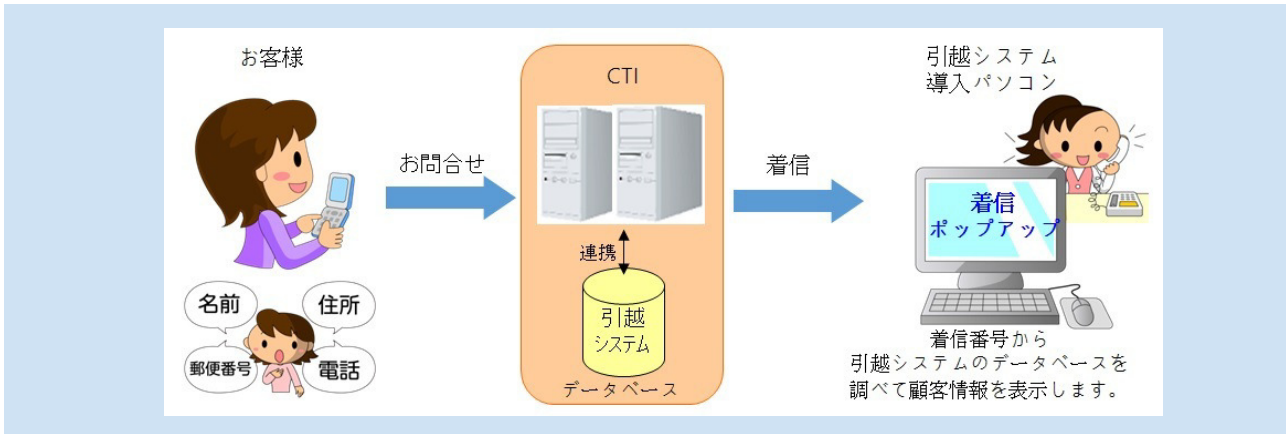 お客様
名前
住所
郵便番号
電話
お問合せ
CTI
連携
引越
システム
データベース
着信
引越システム
導入パソコン
着信
ポップアップ
着信番号から
引越システムのデータベースを
調べて顧客情報を表示します。